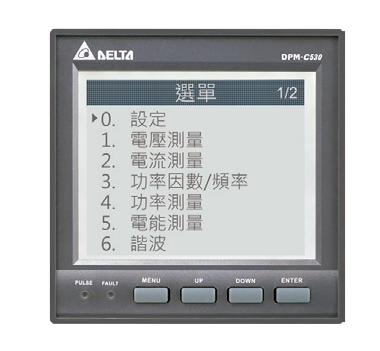 DELTA
DPM-C530
選單 1/2
0. 設定
1. 電壓測量
2. 電流測量
3. 功率因數/頻率
4. 功率測量
5. 電能測量
6. 諧波
PULSE FAULT MENU UP DOWN ENTER